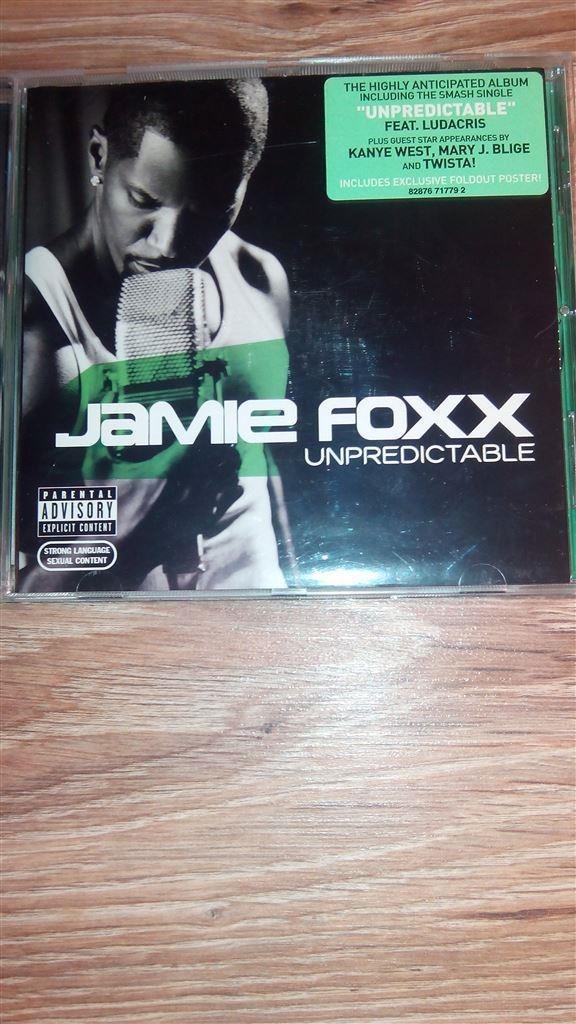 THE HIGHLY ANTICIPATED ALBUM
INCLUDING THE SMASH SINGLE
"UNPREDICTABLE"
FEAT. LUDACRIS
PLUS GUEST STAR APPEARANCES BY
KANYE WEST, MARY J. BLIGE
AND TWISTA!
INCLUDES EXCLUSIVE FOLDOUT POSTER!
82876 71779 2
JAMIE FOXX
UNPREDICTABLE
PARENTAL
ADVISORY
EXPLICIT CONTENT
STRONG LANGUAGE
SEXUAL CONTENT